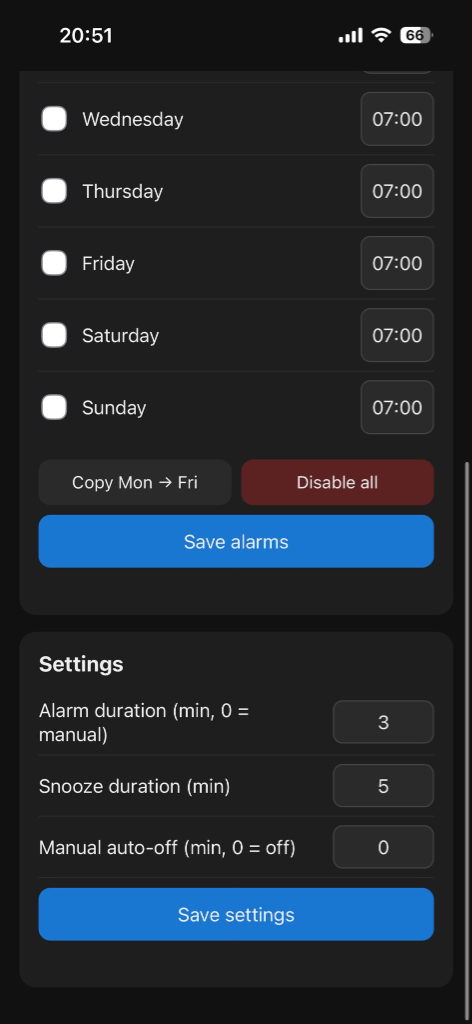 20:51
66
Wednesday 07:00
Thursday 07:00
Friday 07:00
Saturday 07:00
Sunday 07:00
Copy Mon → Fri Disable all
Save alarms
Settings
Alarm duration (min, 0 =
manual) 3
Snooze duration (min) 5
Manual auto-off (min, 0 = off) 0
Save settings